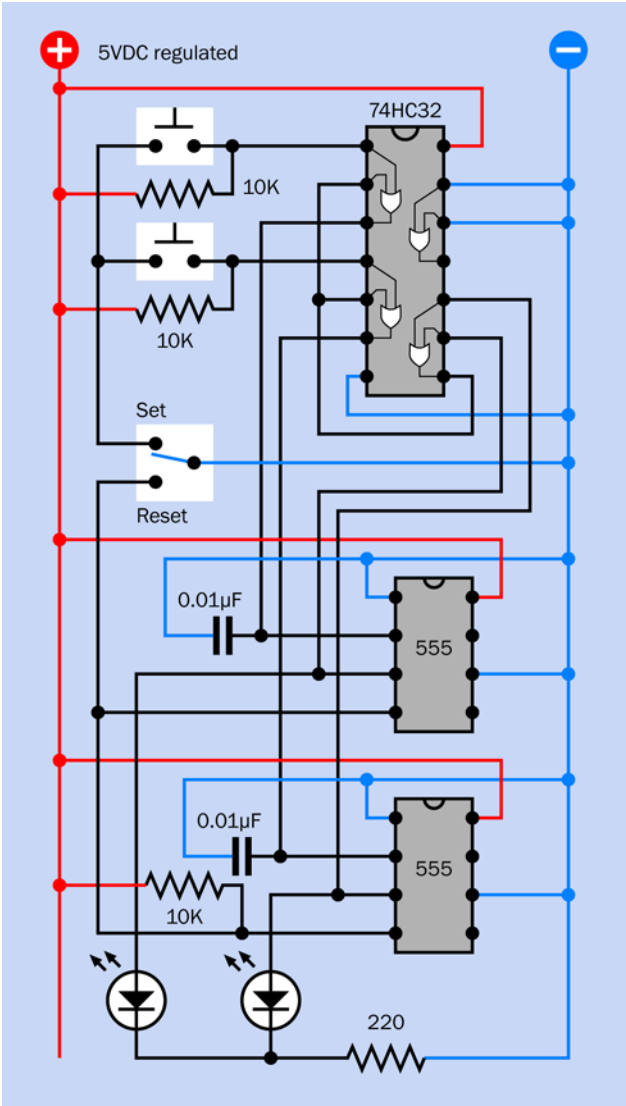 +
−
5VDC regulated
74HC32
10K
10K
Set
Reset
0.01µF
555
0.01µF
555
10K
220